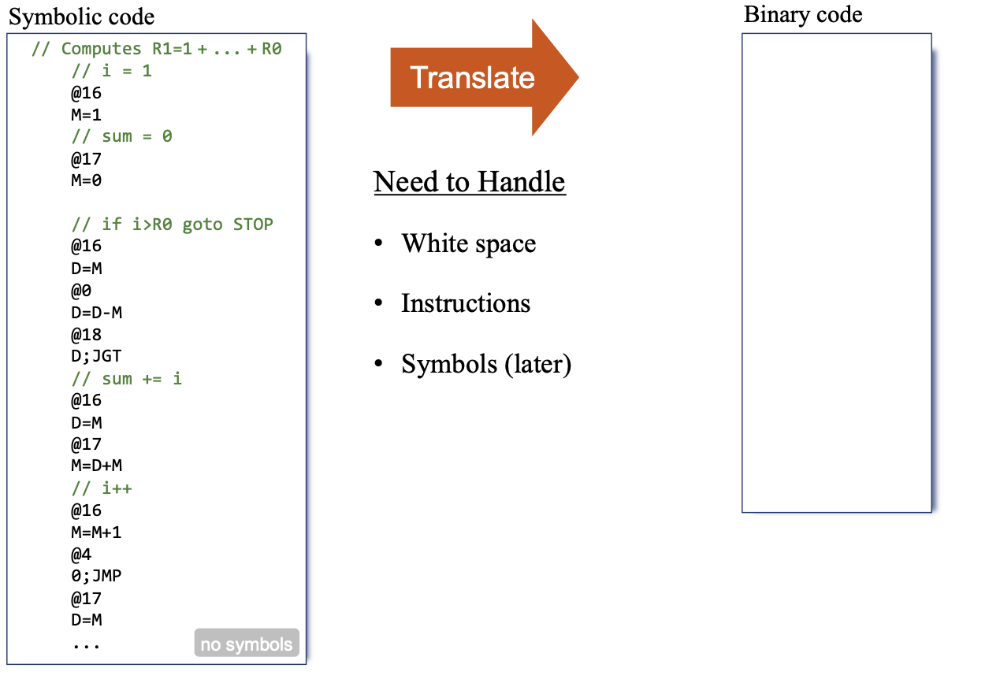 Symbolic code
// Computes R1=1 + ... + R0
// i = 1
@16
M=1
// sum = 0
@17
M=0
// if i>R0 goto STOP
@16
D=M
@0
D=D-M
@18
D;JGT
// sum += i
@16
D=M
@17
M=D+M
// i++
@16
M=M+1
@4
0;JMP
@17
D=M
...
no symbols
Translate
Need to Handle
• White space
• Instructions
• Symbols (later)
Binary code